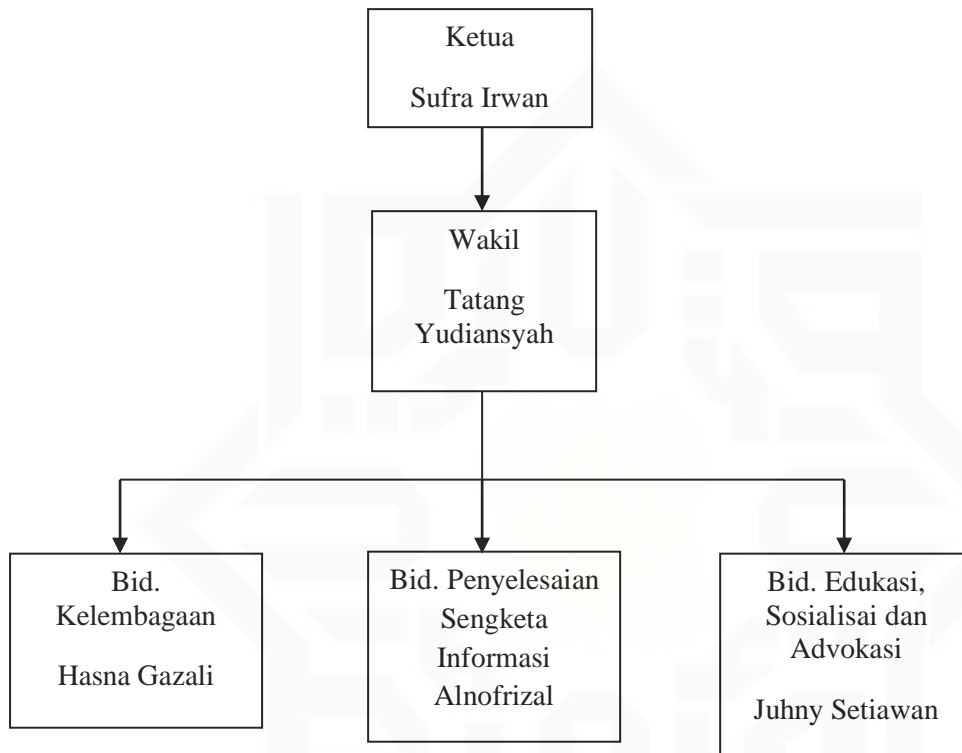 Ketua
Sufra Irwan
Wakil
Tatang
Yudiansyah
Bid.
Kelembagaan
Hasna Gazali
Bid. Penyelesaian
Sengketa
Informasi
Alnofrizal
Bid. Edukasi,
Sosialisai dan
Advokasi
Juhny Setiawan